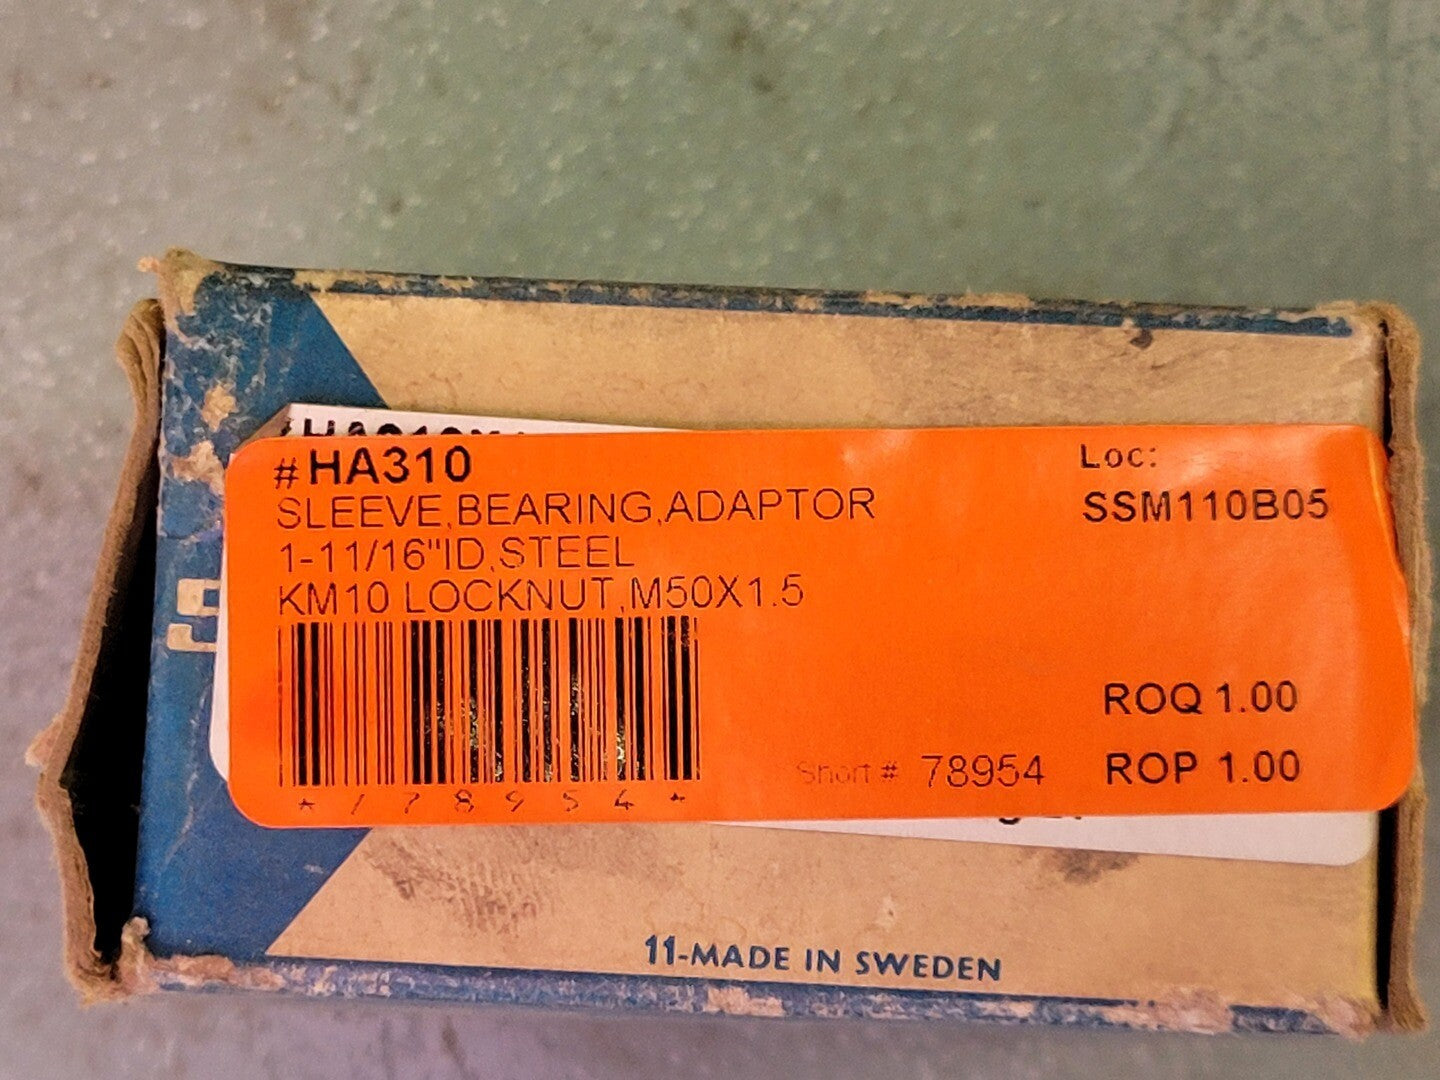 #HA310
SLEEVE,BEARING,ADAPTOR
1-11/16"ID,STEEL
KM10 LOCKNUT,M50X1.5
Loc:
SSM110B05
ROQ 1.00
Short # 78954
ROP 1.00
*78954*
11-MADE IN SWEDEN